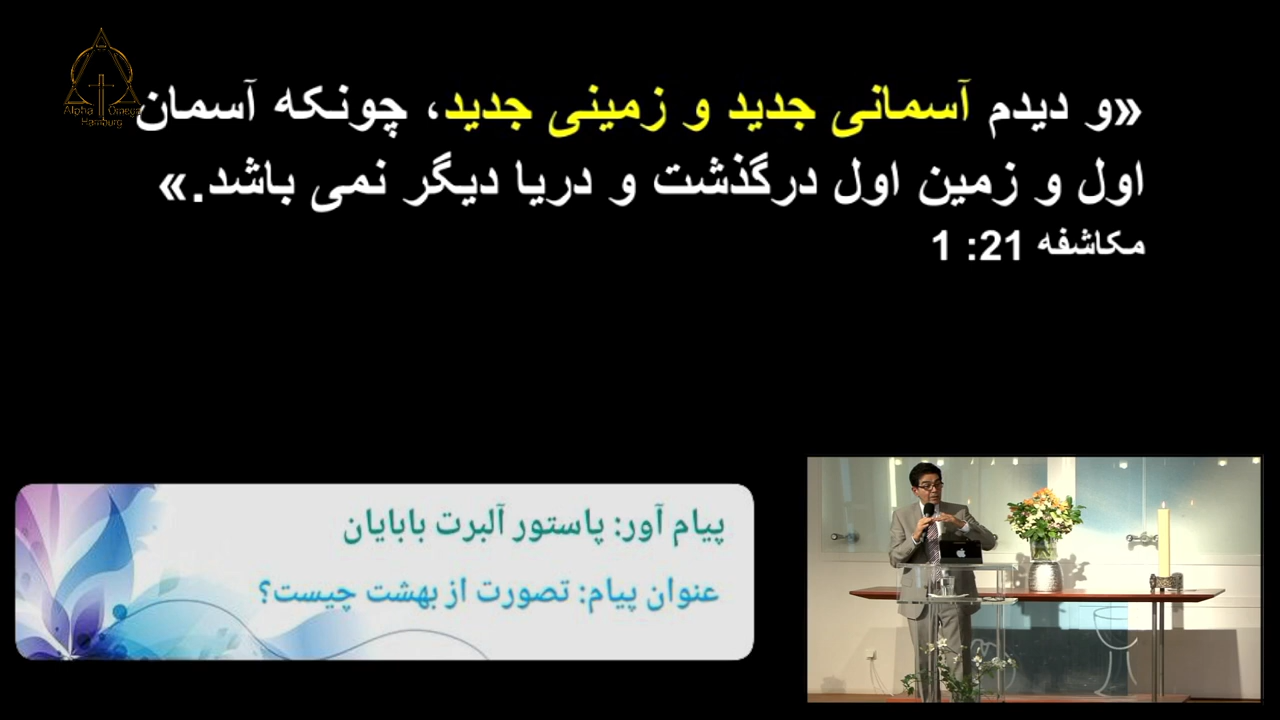 Alpha Omega
Hamburg
«و دیدم آسمانی جدید و زمینی جدید، چونکه آسمان
اول و زمین اول درگذشت و دریا دیگر نمی باشد.»
مکاشفه 21: 1
پیام آور: پاستور آلبرت بابایان
عنوان پیام: تصورت از بهشت چیست؟